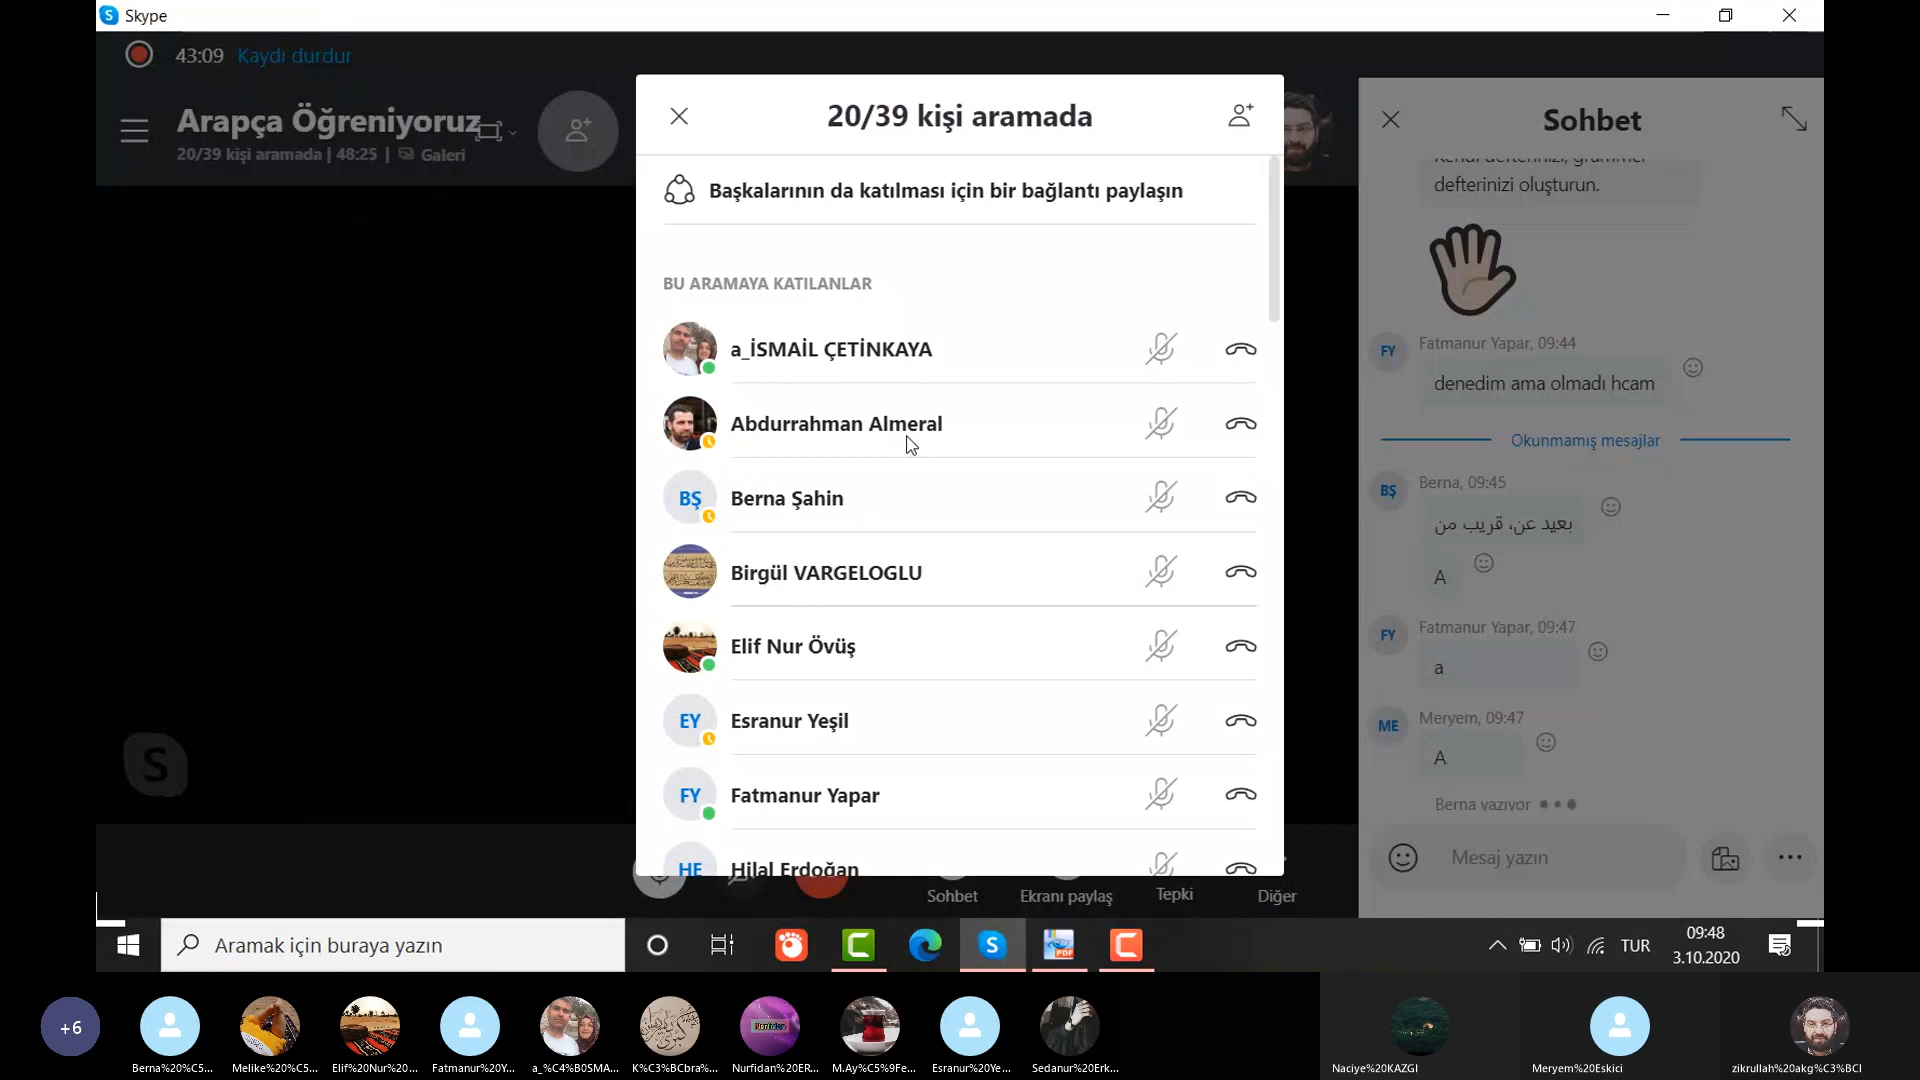 Skype
43:09 Kaydı durdur
Arapça Öğreniyoruz
20/39 kişi aramada | 48:25 | Galeri
20/39 kişi aramada
Başkalarının da katılması için bir bağlantı paylaşın
BU ARAMAYA KATILANLAR
a_İSMAİL ÇETİNKAYA
Abdurrahman Almeral
BŞ Berna Şahin
Birgül VARGELOGLU
Elif Nur Övüş
EY Esranur Yeşil
FY Fatmanur Yapar
HE Hilal Erdoğan
Sohbet
Kendi defterinizi, grammer
defterinizi oluşturun.
Fatmanur Yapar, 09:44
FY
denedim ama olmadı hcam
Okunmamış mesajlar
Berna, 09:45
BŞ
بعيد عن، قريب من
A
Fatmanur Yapar, 09:47
FY
a
Meryem, 09:47
ME
A
Berna yazıyor
Mesaj yazın
Sohbet
Ekranı paylaş
Tepki
Diğer
Aramak için buraya yazın
PDF
TUR
09:48
3.10.2020
+6
Berna%20%C5...
Melike%20%C5...
Elif%20Nur%20...
Fatmanur%20Y...
a_%C4%B0SMA...
K%C3%BCbra%...
Nurfidan
Nurfidan%20ER...
M.Ay%C5%9Fe...
Esranur%20Ye...
Sedanur%20Erk...
Naciye%20KAZGI
Meryem%20Eskici
zikrullah%20akg%C3%BCl